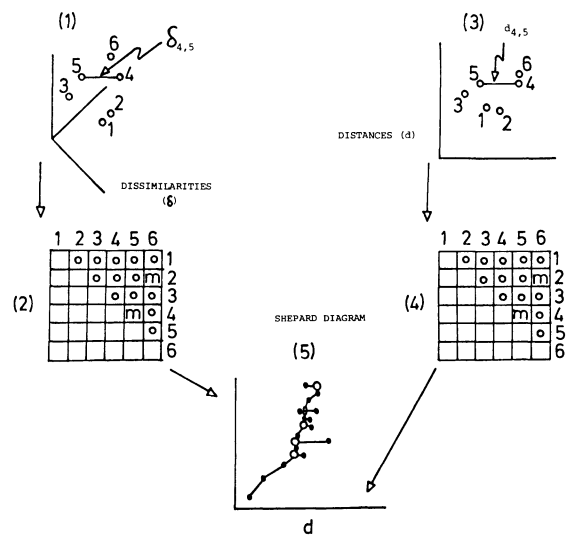 (1)
δ4,5
6
5
4
3
2
1
DISSIMILARITIES
(δ)
(3)
d4,5
6
5
4
3
1
2
DISTANCES (d)
(2)
1 2 3 4 5 6
o o o o o 1
o o o m 2
o o o 3
m o 4
o 5
6
(4)
1 2 3 4 5 6
o o o o o 1
o o o m 2
o o o 3
m o 4
o 5
6
SHEPARD DIAGRAM
(5)
d